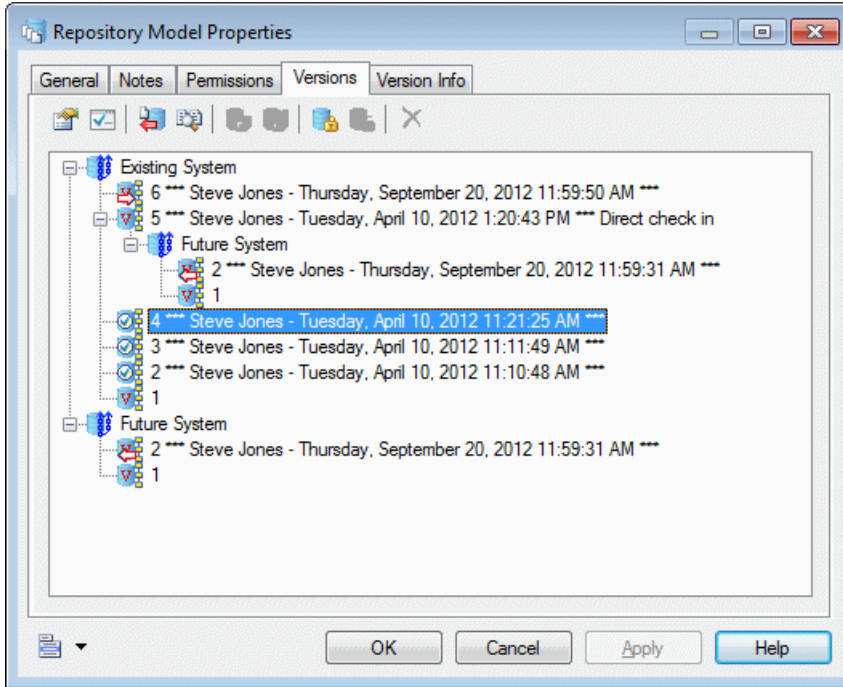 Repository Model Properties
General Notes Permissions Versions Version Info
Existing System
6 *** Steve Jones - Thursday, September 20, 2012 11:59:50 AM ***
5 *** Steve Jones - Tuesday, April 10, 2012 1:20:43 PM *** Direct check in
Future System
2 *** Steve Jones - Thursday, September 20, 2012 11:59:31 AM ***
1
4 *** Steve Jones - Tuesday, April 10, 2012 11:21:25 AM ***
3 *** Steve Jones - Tuesday, April 10, 2012 11:11:49 AM ***
2 *** Steve Jones - Tuesday, April 10, 2012 11:10:48 AM ***
1
Future System
2 *** Steve Jones - Thursday, September 20, 2012 11:59:31 AM ***
1
OK Cancel Apply Help